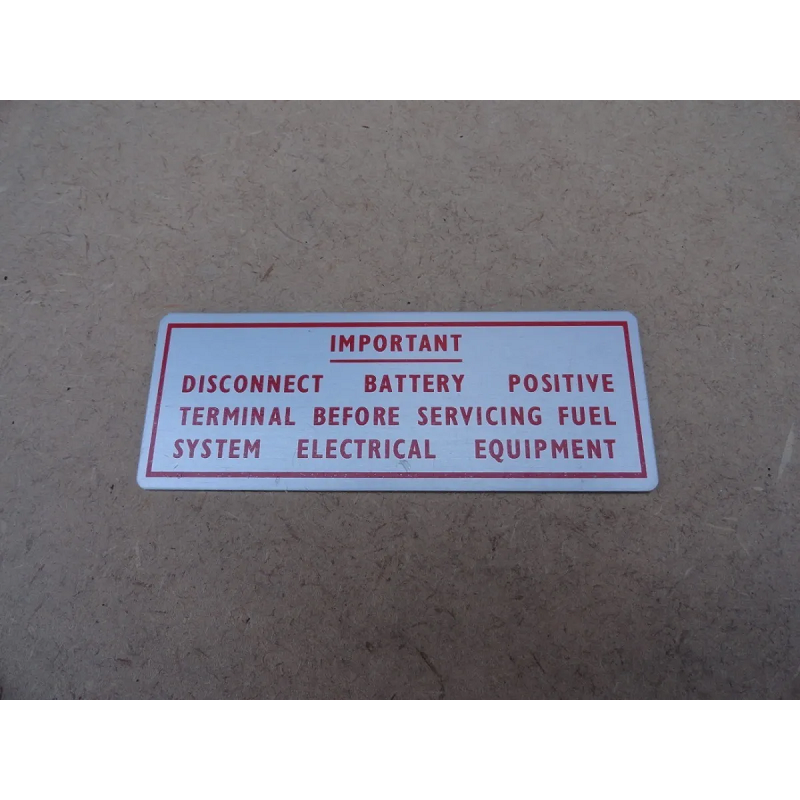 IMPORTANT
DISCONNECT BATTERY POSITIVE
TERMINAL BEFORE SERVICING FUEL
SYSTEM ELECTRICAL EQUIPMENT